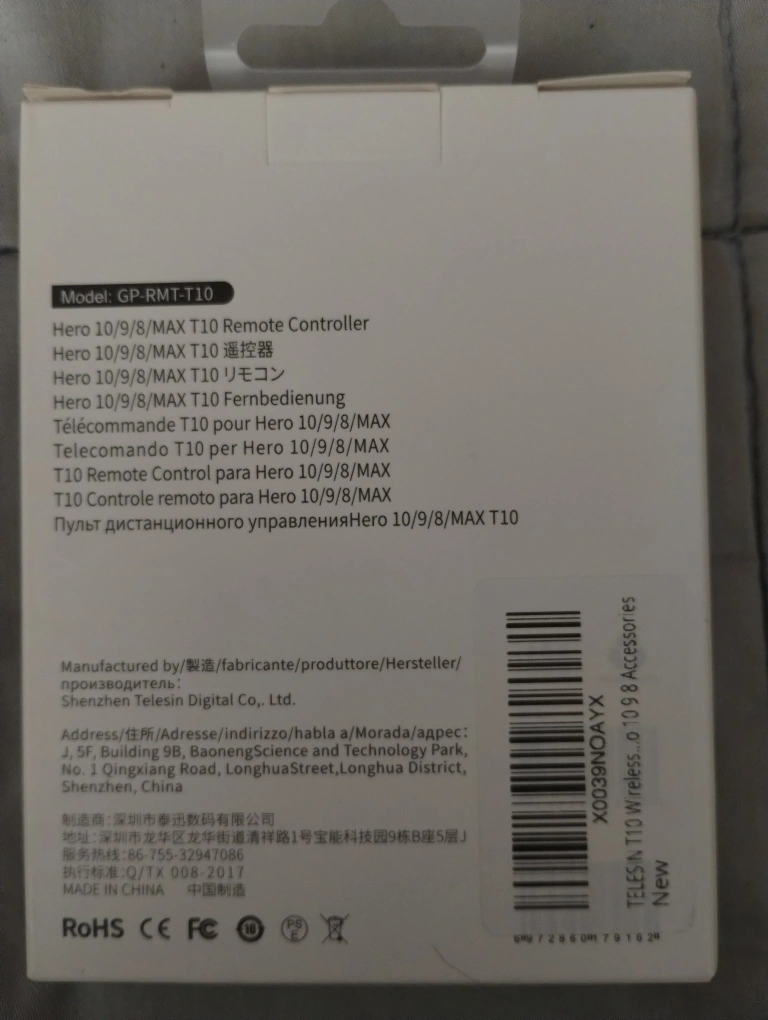 Model: GP-RMT-T10
Hero 10/9/8/MAX T10 Remote Controller
Hero 10/9/8/MAX T10 遥控器
Hero 10/9/8/MAX T10 リモコン
Hero 10/9/8/MAX T10 Fernbedienung
Télécommande T10 pour Hero 10/9/8/MAX
Telecomando T10 per Hero 10/9/8/MAX
T10 Remote Control para Hero 10/9/8/MAX
T10 Controle remoto para Hero 10/9/8/MAX
Пульт дистанционного управленияHero 10/9/8/MAX T10
Manufactured by/製造/fabricante/produttore/Hersteller/
производитель:
Shenzhen Telesin Digital Co,. Ltd.
Address/住所/Adresse/indirizzo/habla a/Morada/адрес:
J, 5F, Building 9B, BaonengScience and Technology Park,
No. 1 Qingxiang Road, LonghuaStreet,Longhua District,
Shenzhen, China
制造商:深圳市泰迅数码有限公司
地址:深圳市龙华区龙华街道清祥路1号宝能科技园9栋B座5层J
服务热线:86-755-32947086
执行标准:Q/TX 008-2017
MADE IN CHINA 中国制造
RoHS CE FC 10 PSE
X0039NOAYX
TELESIN T10 Wireless...o 10 9 8 Accessories
New